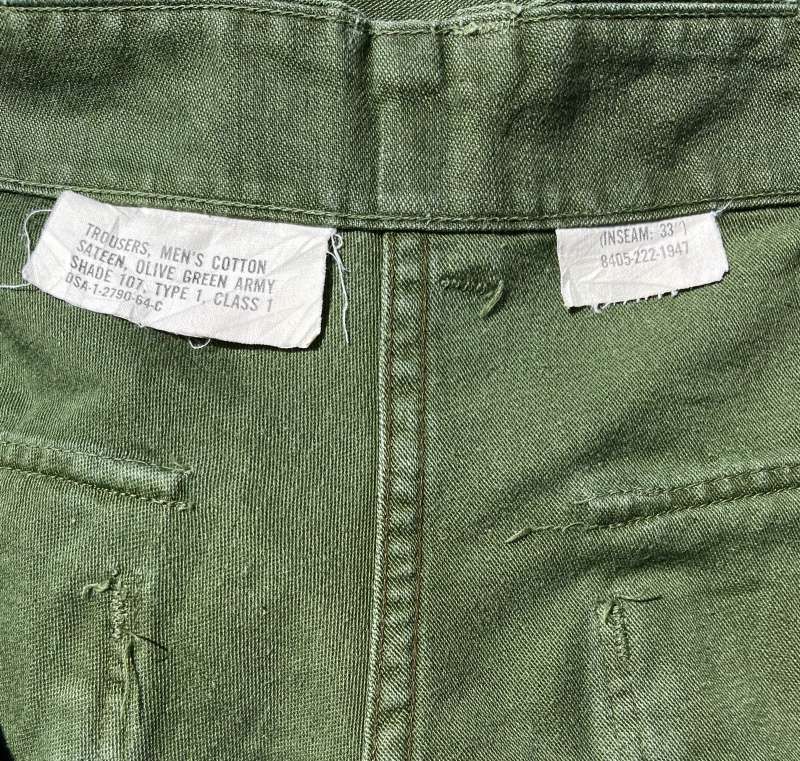 TROUSERS, MEN'S COTTON
SATEEN, OLIVE GREEN ARMY
SHADE 107, TYPE 1, CLASS 1
DSA-1-2790-64-C
(INSEAM: 33")
8405-222-1947